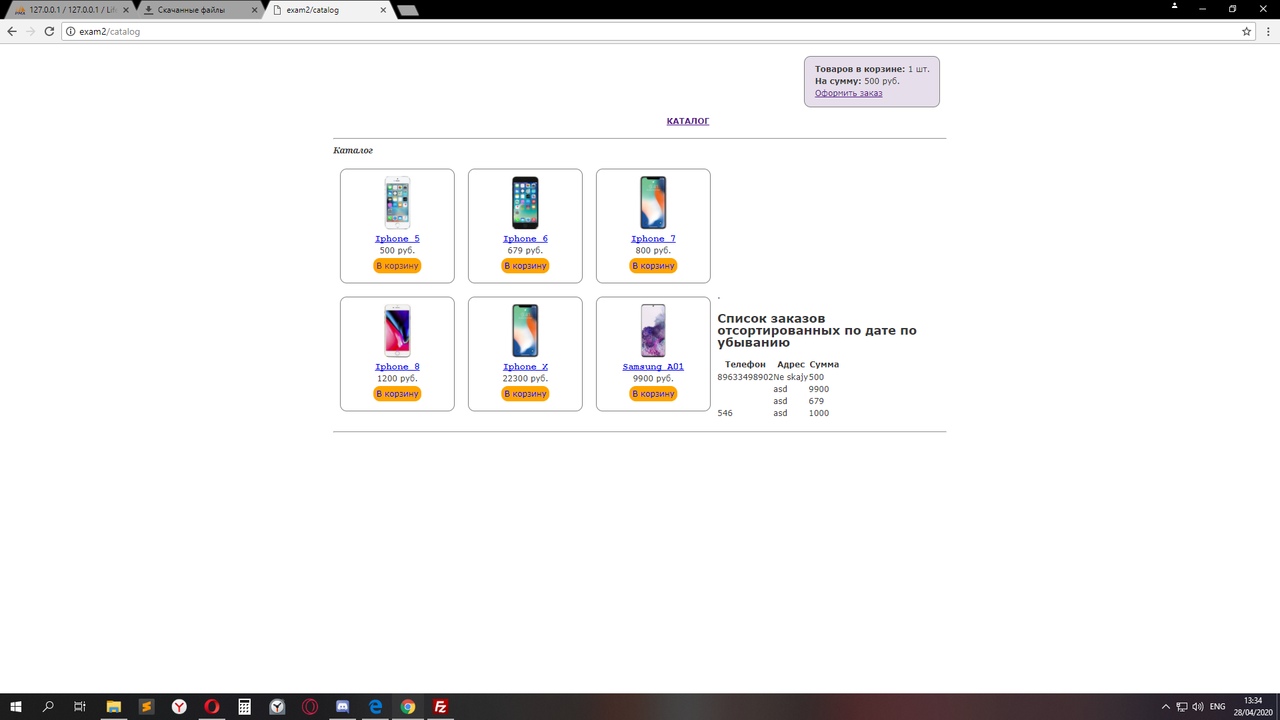 127.0.0.1 / 127.0.0.1 / Lif
Скачанные файлы
exam2/catalog
exam2/catalog
Товаров в корзине: 1 шт.
На сумму: 500 руб.
Оформить заказ
КАТАЛОГ
Каталог
Iphone 5
500 руб.
В корзину
Iphone 6
679 руб.
В корзину
Iphone 7
800 руб.
В корзину
Iphone 8
1200 руб.
В корзину
Iphone X
22300 руб.
В корзину
Samsung A01
9900 руб.
В корзину
.
Список заказов
отсортированных по дате по
убыванию
Телефон Адрес Сумма
89633498902 Ne skajy 500
asd 9900
asd 679
546 asd 1000
ENG
13:34
28/04/2020